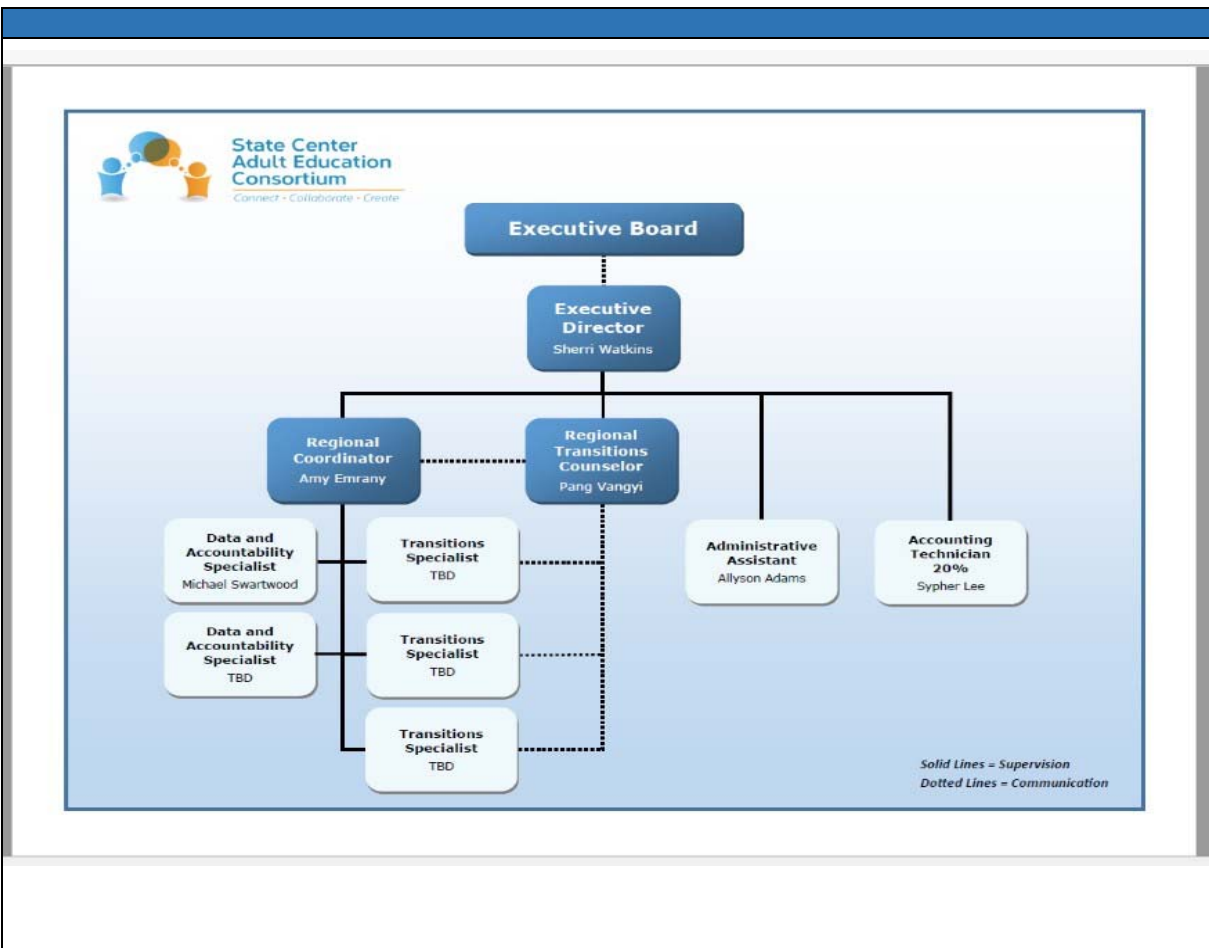 State Center
Adult Education
Consortium
Connect - Collaborate - Create
Executive Board
Executive
Director
Sherri Watkins
Regional
Coordinator
Amy Emrany
Regional
Transitions
Counselor
Pang Vangyi
Data and
Accountability
Specialist
Michael Swartwood
Transitions
Specialist
TBD
Administrative
Assistant
Allyson Adams
Accounting
Technician
20%
Sypher Lee
Data and
Accountability
Specialist
TBD
Transitions
Specialist
TBD
Transitions
Specialist
TBD
Solid Lines = Supervision
Dotted Lines = Communication